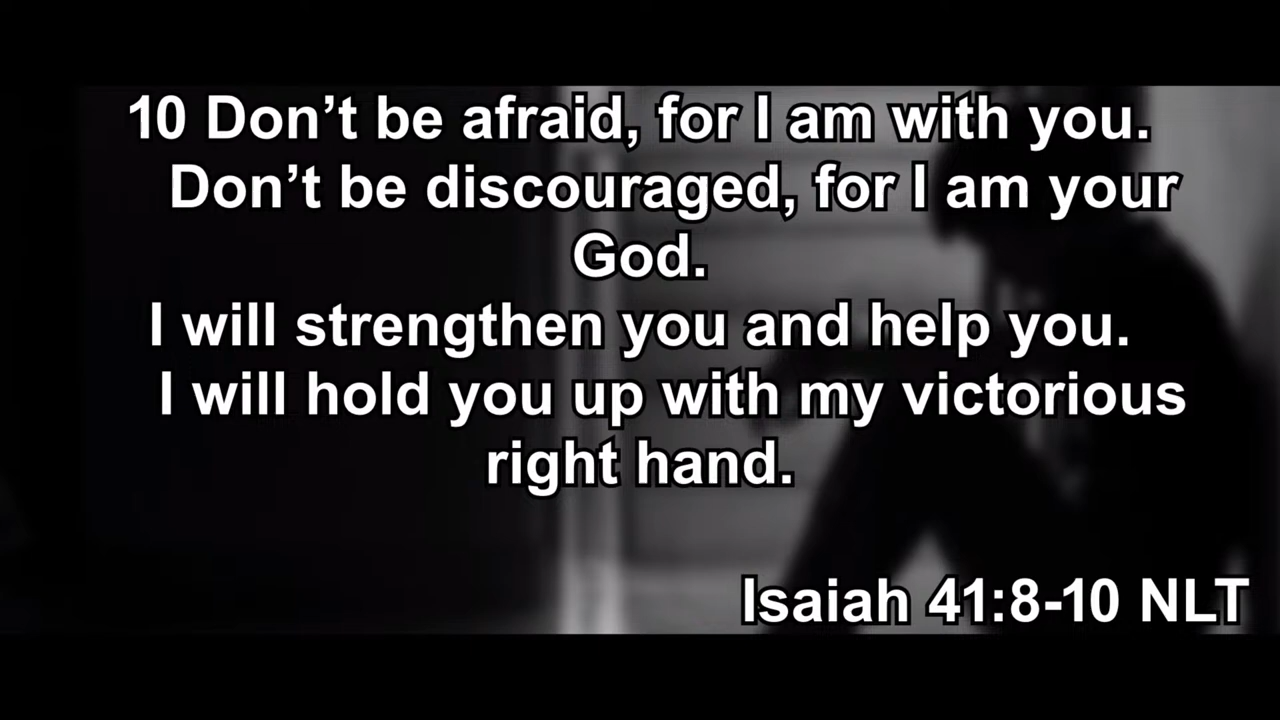 10 Don’t be afraid, for I am with you.
Don’t be discouraged, for I am your
God.
I will strengthen you and help you.
I will hold you up with my victorious
right hand.
Isaiah 41:8-10 NLT